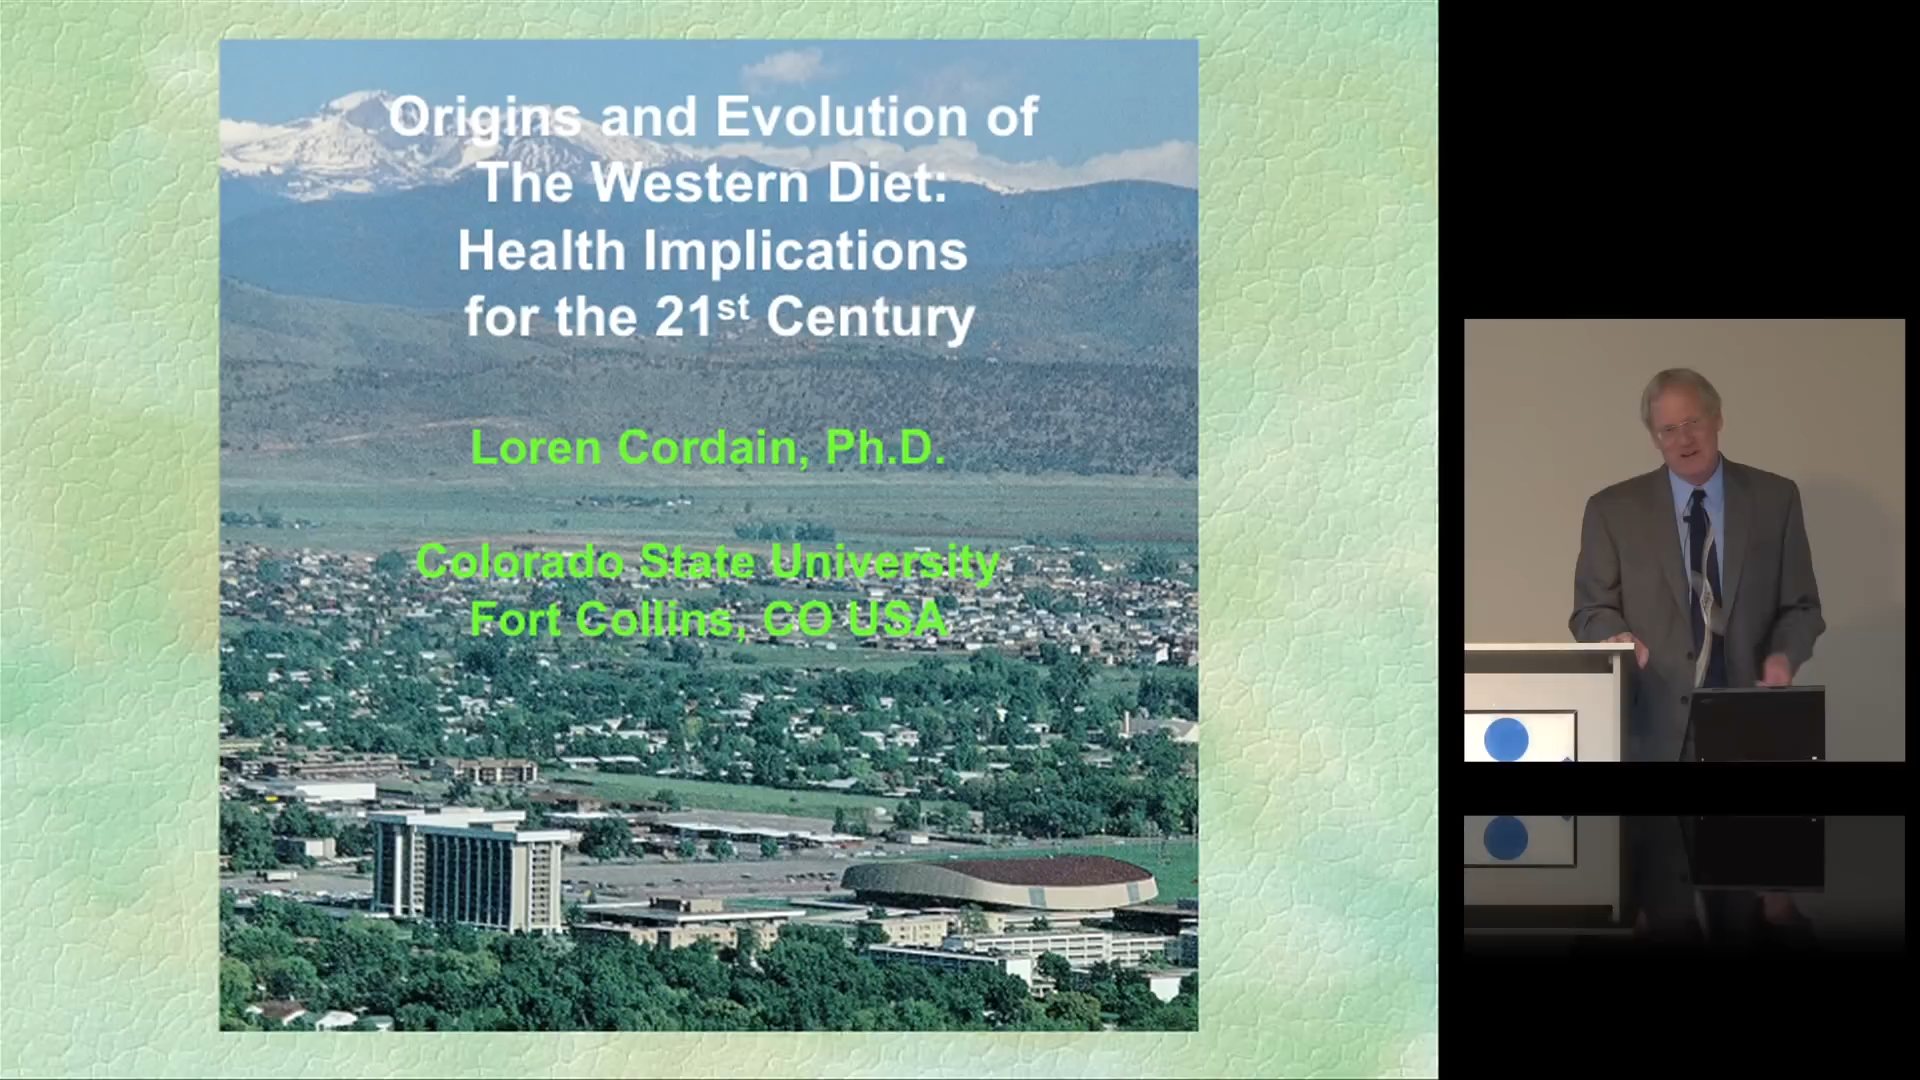 Origins and Evolution of
The Western Diet:
Health Implications
for the 21st Century
Loren Cordain, Ph.D.
Colorado State University
Fort Collins, CO USA